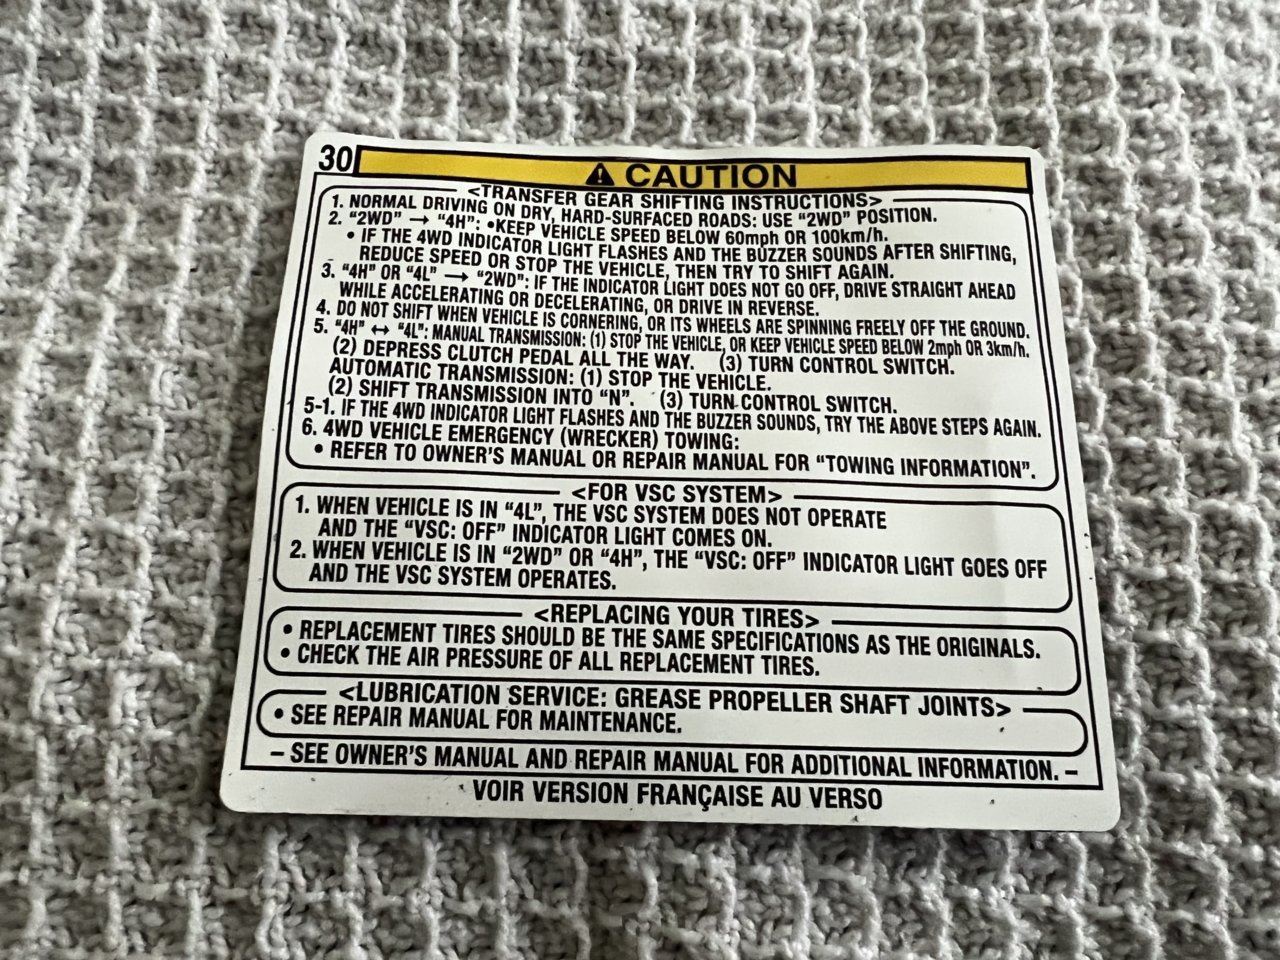 30
⚠ CAUTION
<TRANSFER GEAR SHIFTING INSTRUCTIONS>
1. NORMAL DRIVING ON DRY, HARD-SURFACED ROADS: USE “2WD” POSITION.
2. “2WD” → “4H”: •KEEP VEHICLE SPEED BELOW 60mph OR 100km/h.
• IF THE 4WD INDICATOR LIGHT FLASHES AND THE BUZZER SOUNDS AFTER SHIFTING,
REDUCE SPEED OR STOP THE VEHICLE, THEN TRY TO SHIFT AGAIN.
3. “4H” OR “4L” → “2WD”: IF THE INDICATOR LIGHT DOES NOT GO OFF, DRIVE STRAIGHT AHEAD
WHILE ACCELERATING OR DECELERATING, OR DRIVE IN REVERSE.
4. DO NOT SHIFT WHEN VEHICLE IS CORNERING, OR ITS WHEELS ARE SPINNING FREELY OFF THE GROUND.
5. “4H” ↔ “4L”: MANUAL TRANSMISSION: (1) STOP THE VEHICLE, OR KEEP VEHICLE SPEED BELOW 2mph OR 3km/h.
(2) DEPRESS CLUTCH PEDAL ALL THE WAY. (3) TURN CONTROL SWITCH.
AUTOMATIC TRANSMISSION: (1) STOP THE VEHICLE.
(2) SHIFT TRANSMISSION INTO “N”. (3) TURN CONTROL SWITCH.
5-1. IF THE 4WD INDICATOR LIGHT FLASHES AND THE BUZZER SOUNDS, TRY THE ABOVE STEPS AGAIN.
6. 4WD VEHICLE EMERGENCY (WRECKER) TOWING:
• REFER TO OWNER’S MANUAL OR REPAIR MANUAL FOR “TOWING INFORMATION”.
<FOR VSC SYSTEM>
1. WHEN VEHICLE IS IN “4L”, THE VSC SYSTEM DOES NOT OPERATE
AND THE “VSC: OFF” INDICATOR LIGHT COMES ON.
2. WHEN VEHICLE IS IN “2WD” OR “4H”, THE “VSC: OFF” INDICATOR LIGHT GOES OFF
AND THE VSC SYSTEM OPERATES.
<REPLACING YOUR TIRES>
• REPLACEMENT TIRES SHOULD BE THE SAME SPECIFICATIONS AS THE ORIGINALS.
• CHECK THE AIR PRESSURE OF ALL REPLACEMENT TIRES.
<LUBRICATION SERVICE: GREASE PROPELLER SHAFT JOINTS>
• SEE REPAIR MANUAL FOR MAINTENANCE.
– SEE OWNER’S MANUAL AND REPAIR MANUAL FOR ADDITIONAL INFORMATION. –
VOIR VERSION FRANÇAISE AU VERSO